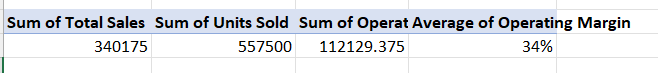 Sum of Total Sales Sum of Units Sold Sum of Operat Average of Operating Margin
340175 557500 112129.375 34%